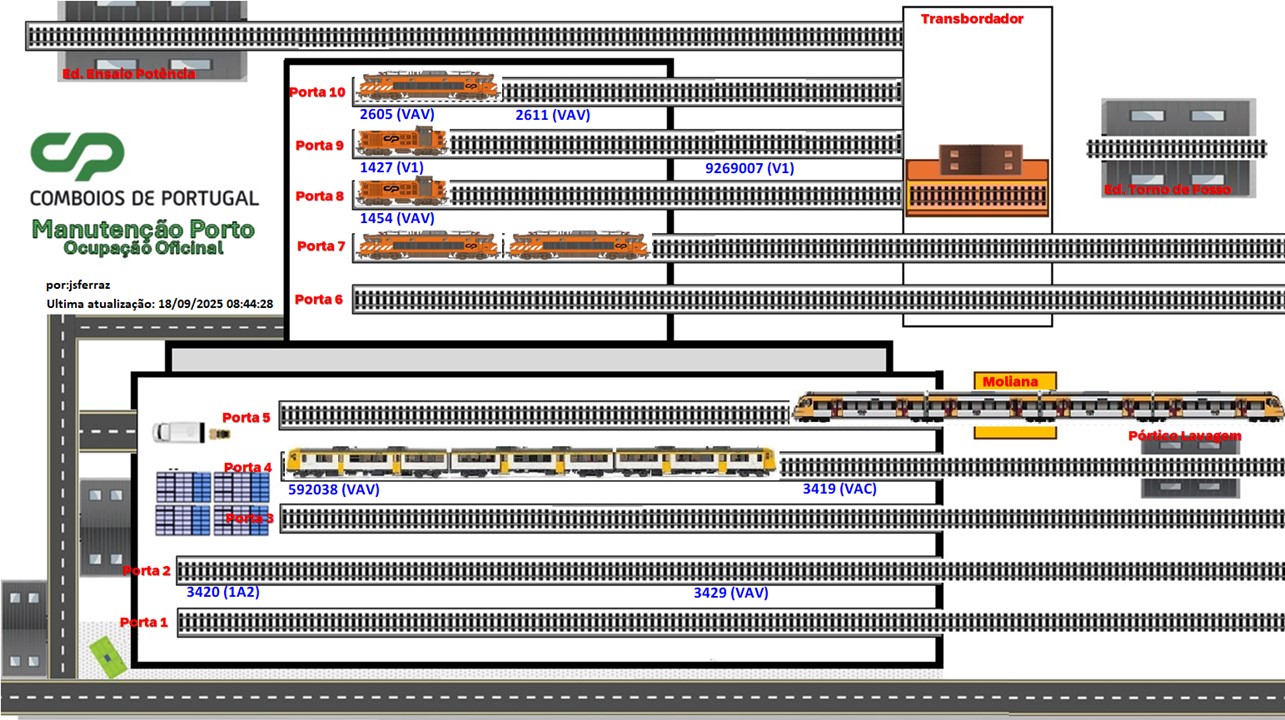 Transbordador
Ed. Ensaio Potência
Porta 10
2605 (VAV)
2611 (VAV)
Porta 9
1427 (V1)
9269007 (V1)
Porta 8
1454 (VAV)
Porta 7
Porta 6
Ed. Torno de Fosso
CP
COMBOIOS DE PORTUGAL
Manutenção Porto
Ocupação Oficinal
por:jsferraz
Ultima atualização: 18/09/2025 08:44:28
Moliana
Porta 5
Pórtico Lavagem
Porta 4
592038 (VAV)
3419 (VAC)
Porta 3
Porta 2
3420 (1A2)
3429 (VAV)
Porta 1